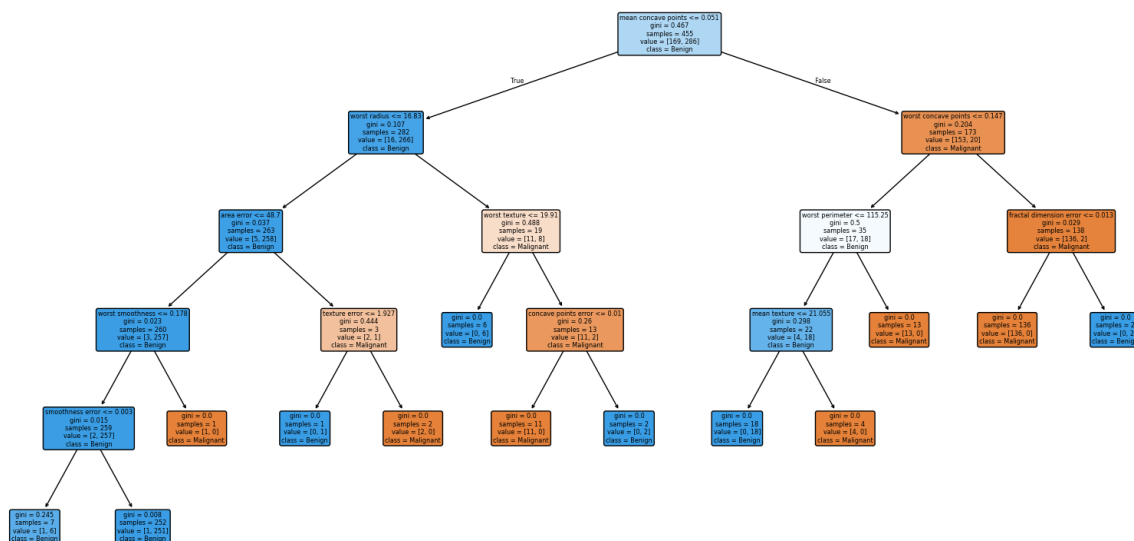 mean concave points <= 0.051
gini = 0.467
samples = 455
value = [169, 286]
class = Benign
True
False
worst radius <= 16.83
gini = 0.107
samples = 282
value = [16, 266]
class = Benign
worst concave points <= 0.147
gini = 0.204
samples = 173
value = [153, 20]
class = Malignant
area error <= 48.7
gini = 0.037
samples = 263
value = [5, 258]
class = Benign
worst texture <= 19.91
gini = 0.488
samples = 19
value = [11, 8]
class = Malignant
worst perimeter <= 115.25
gini = 0.5
samples = 35
value = [17, 18]
class = Benign
fractal dimension error <= 0.013
gini = 0.029
samples = 138
value = [136, 2]
class = Malignant
worst smoothness <= 0.178
gini = 0.023
samples = 260
value = [3, 257]
class = Benign
texture error <= 1.927
gini = 0.444
samples = 3
value = [2, 1]
class = Malignant
gini = 0.0
samples = 6
value = [0, 6]
class = Benign
concave points error <= 0.01
gini = 0.26
samples = 13
value = [11, 2]
class = Malignant
mean texture <= 21.055
gini = 0.298
samples = 22
value = [4, 18]
class = Benign
gini = 0.0
samples = 13
value = [13, 0]
class = Malignant
gini = 0.0
samples = 136
value = [136, 0]
class = Malignant
gini = 0.0
samples = 2
value = [0, 2]
class = Benign
smoothness error <= 0.003
gini = 0.015
samples = 259
value = [2, 257]
class = Benign
gini = 0.0
samples = 1
value = [1, 0]
class = Malignant
gini = 0.0
samples = 1
value = [0, 1]
class = Benign
gini = 0.0
samples = 2
value = [2, 0]
class = Malignant
gini = 0.0
samples = 11
value = [11, 0]
class = Malignant
gini = 0.0
samples = 2
value = [0, 2]
class = Benign
gini = 0.0
samples = 18
value = [0, 18]
class = Benign
gini = 0.0
samples = 4
value = [4, 0]
class = Malignant
gini = 0.245
samples = 7
value = [1, 6]
class = Benign
gini = 0.008
samples = 252
value = [1, 251]
class = Benign